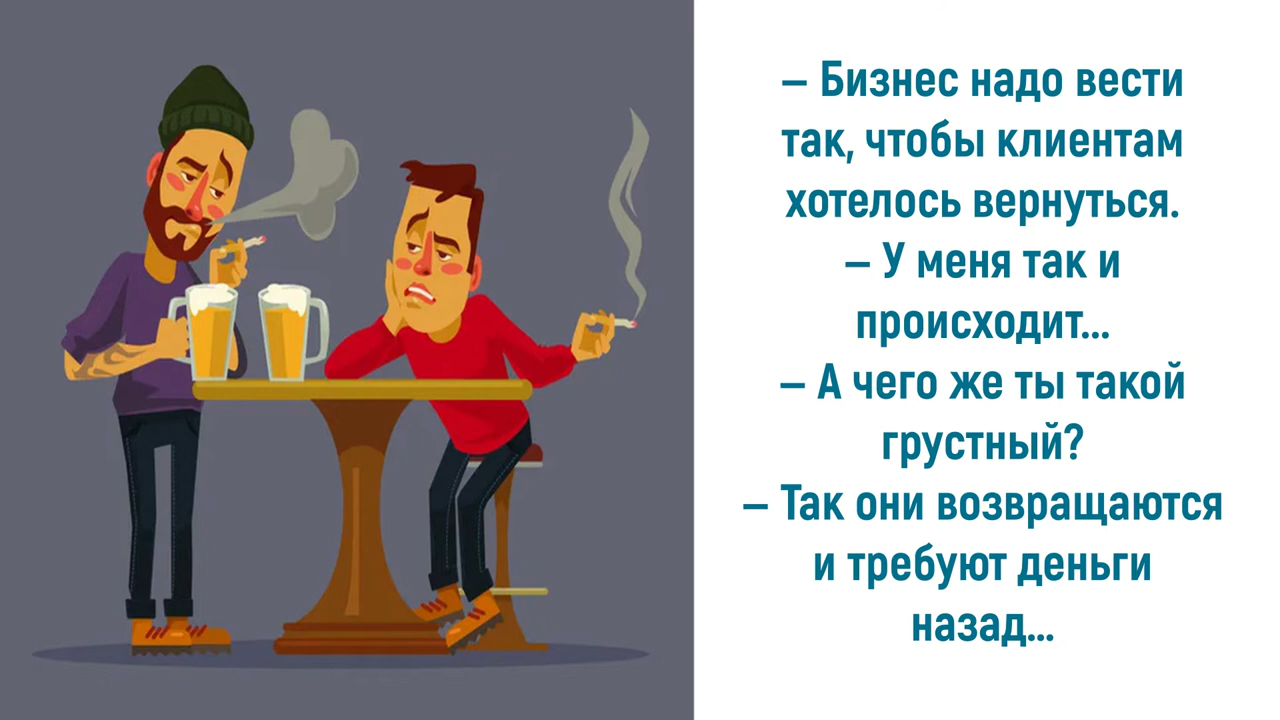 – Бизнес надо вести
так, чтобы клиентам
хотелось вернуться.
– У меня так и
происходит...
– А чего же ты такой
грустный?
– Так они возвращаются
и требуют деньги
назад...